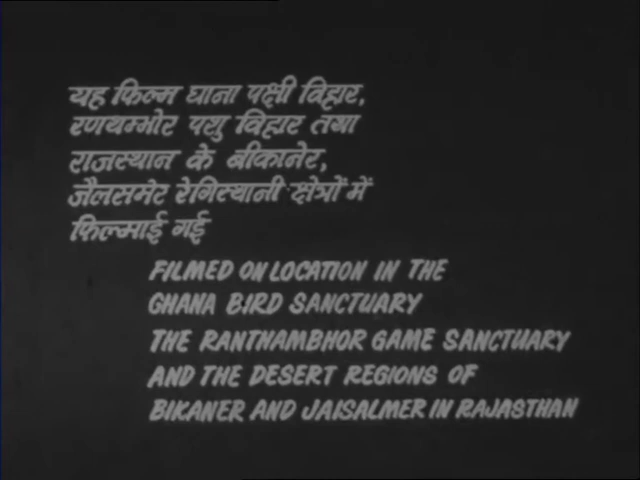 यह फिल्म घाना पक्षी विहार,
रणथम्भोर पशु विहार तथा
राजस्थान के बीकानेर,
जैलसमेर रेगिस्थानी क्षेत्रों में
फिल्माई गई
FILMED ON LOCATION IN THE
GHANA BIRD SANCTUARY
THE RANTHAMBHOR GAME SANCTUARY
AND THE DESERT REGIONS OF
BIKANER AND JAISALMER IN RAJASTHAN